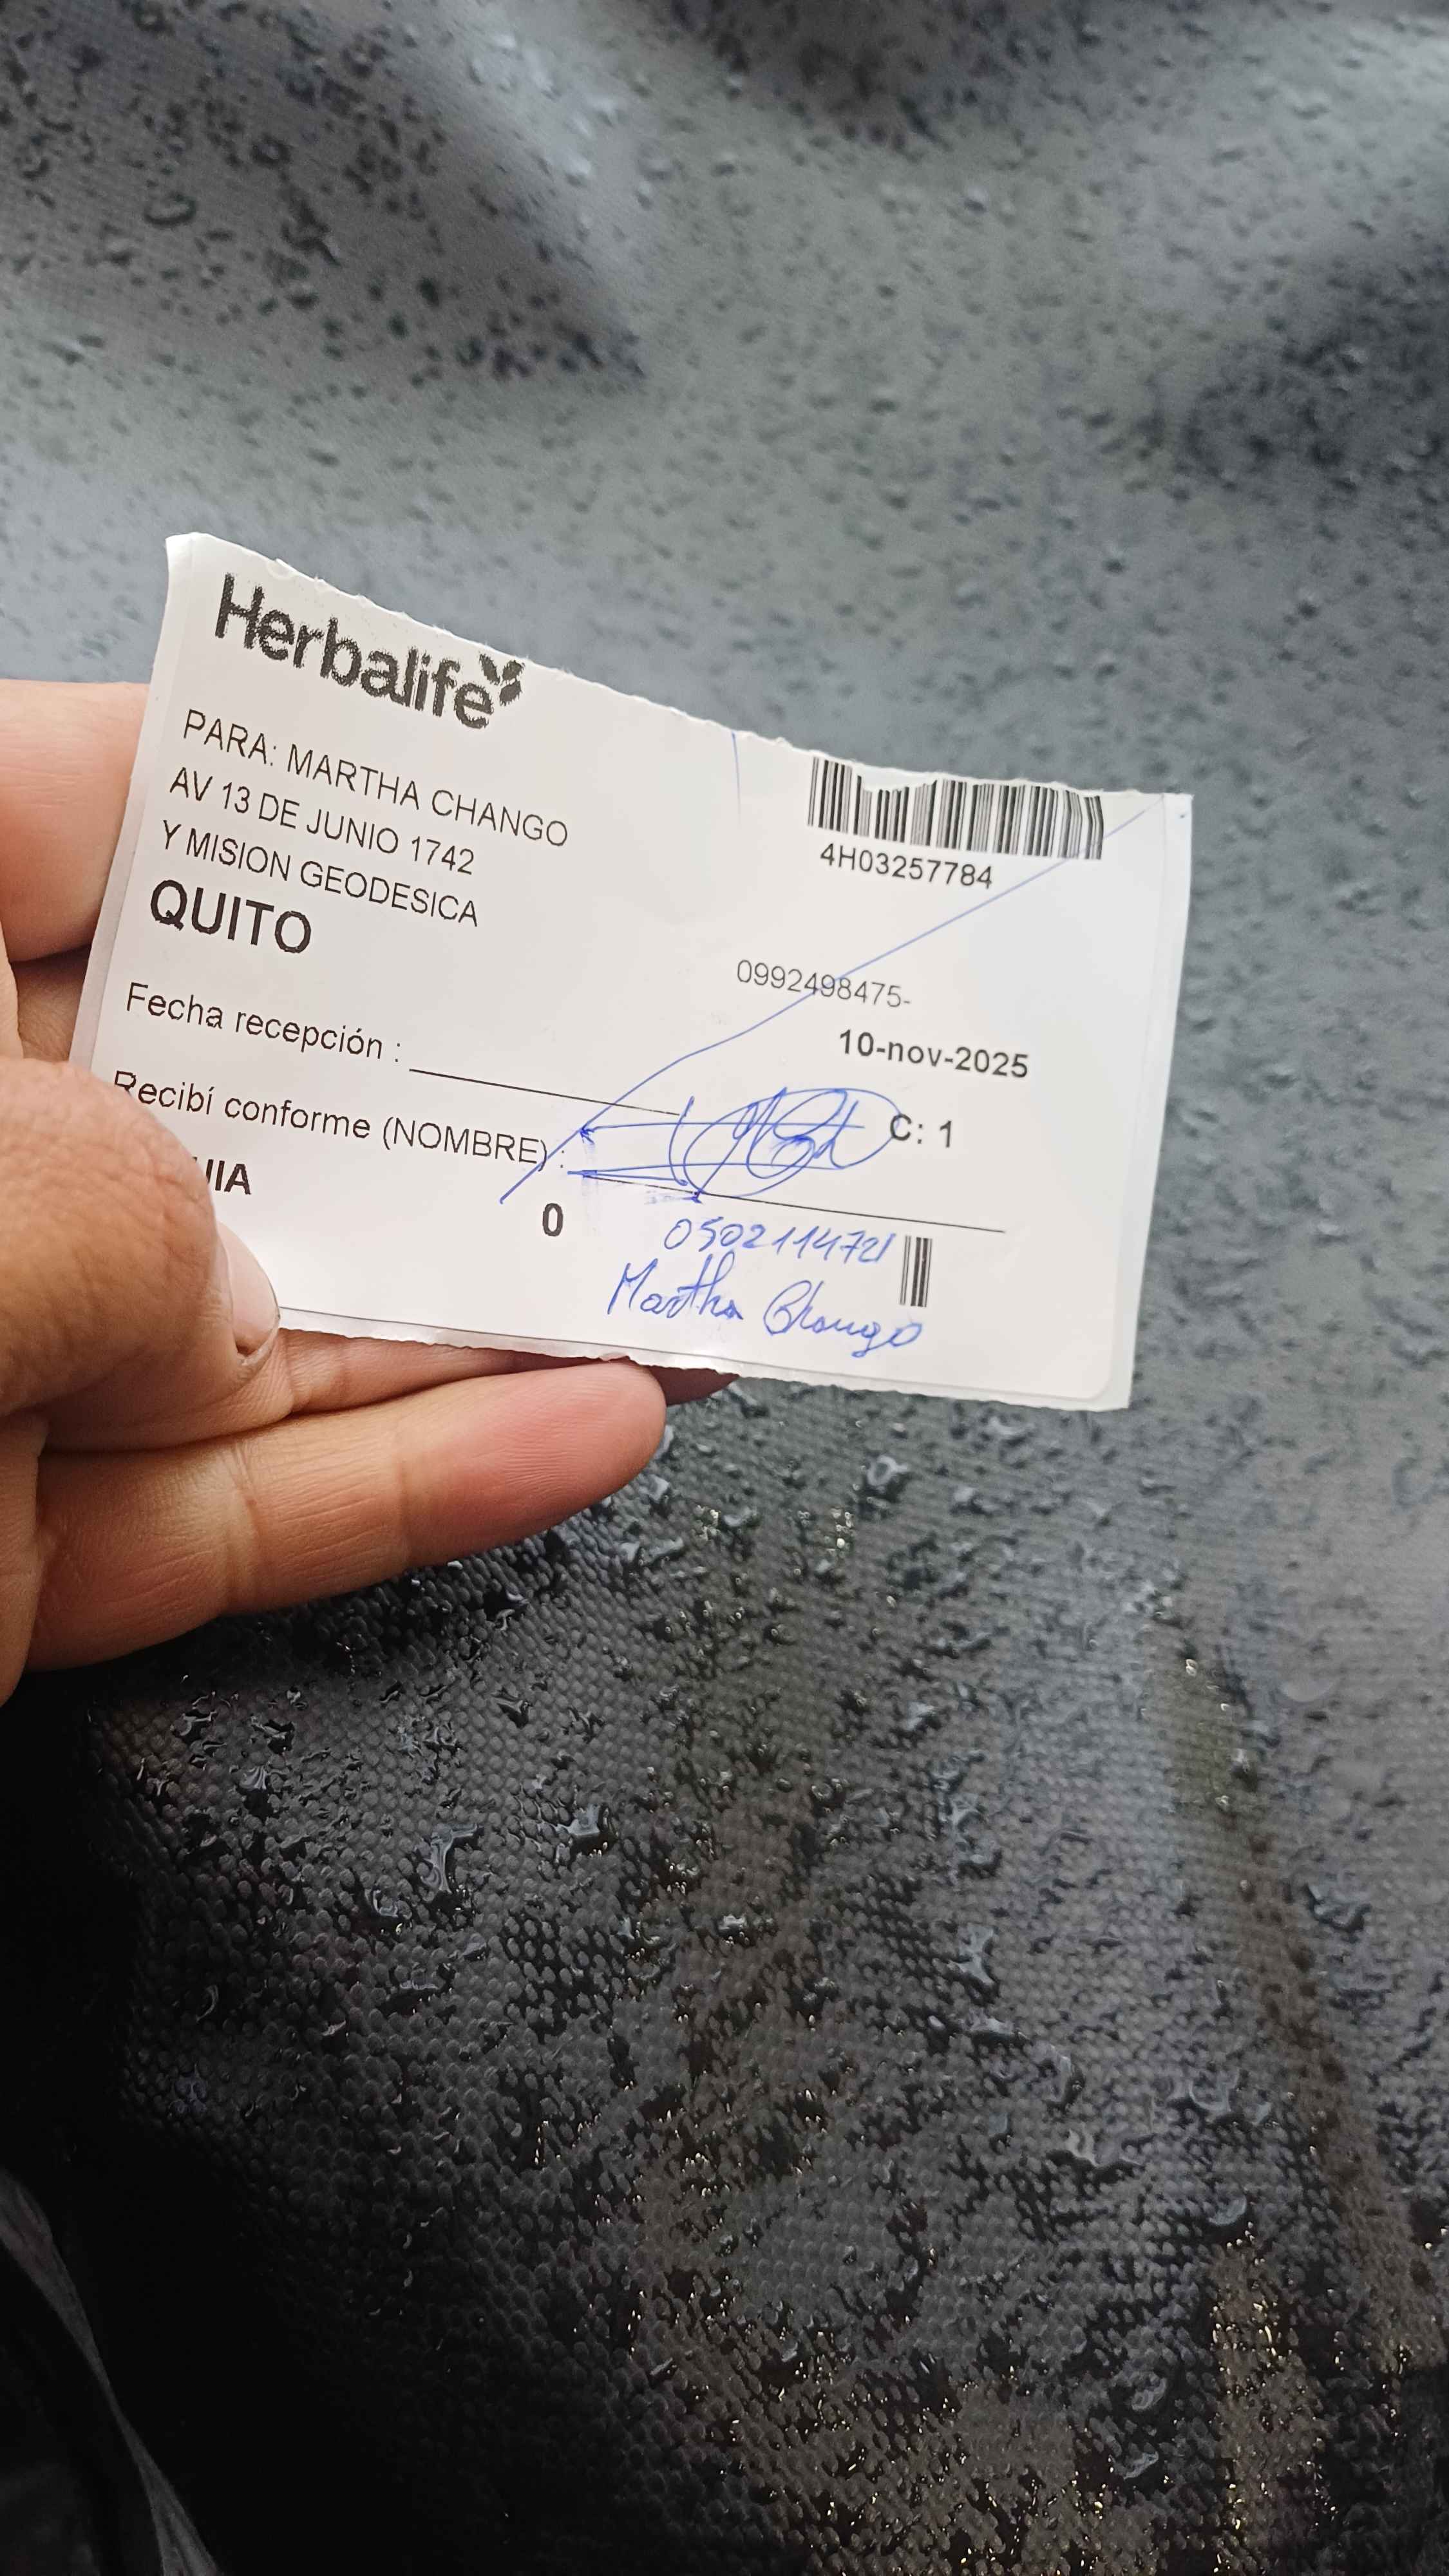 Herbalife
PARA: MARTHA CHANGO
AV 13 DE JUNIO 1742
Y MISION GEODESICA
QUITO
4H03257784
0992498475-
10-nov-2025
Fecha recepción :
C: 1
Recibí conforme (NOMBRE) :
0
0502114721
Martha Chango